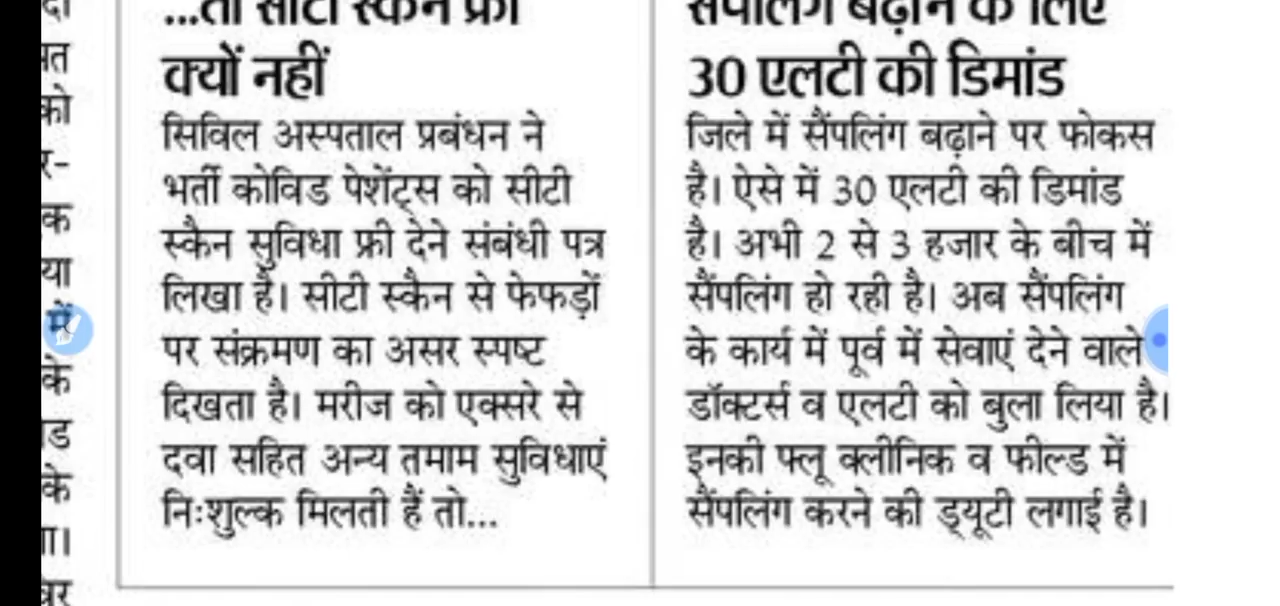 ...तो सीटी स्कैन फ्री
क्यों नहीं
सिविल अस्पताल प्रबंधन ने
भर्ती कोविड पेशेंट्स को सीटी
स्कैन सुविधा फ्री देने संबंधी पत्र
लिखा है। सीटी स्कैन से फेफड़ों
पर संक्रमण का असर स्पष्ट
दिखता है। मरीज को एक्सरे से
दवा सहित अन्य तमाम सुविधाएं
निःशुल्क मिलती हैं तो...
सैंपलिंग बढ़ाने के लिए
30 एलटी की डिमांड
जिले में सैंपलिंग बढ़ाने पर फोकस
है। ऐसे में 30 एलटी की डिमांड
है। अभी 2 से 3 हजार के बीच में
सैंपलिंग हो रही है। अब सैंपलिंग
के कार्य में पूर्व में सेवाएं देने वाले
डॉक्टर्स व एलटी को बुला लिया है।
इनकी फ्लू क्लीनिक व फील्ड में
सैंपलिंग करने की ड्यूटी लगाई है।